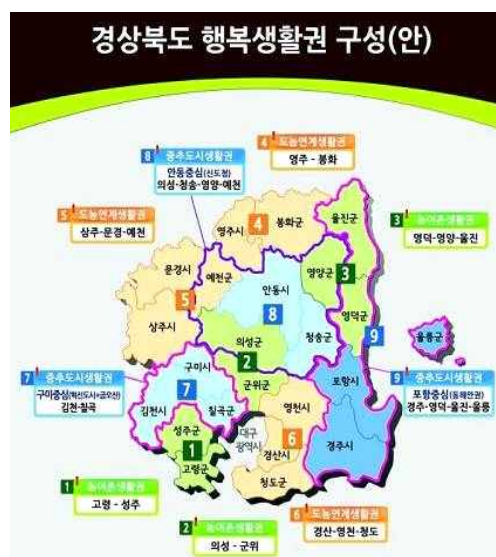 경상북도 행복생활권 구성(안)
4 도농연계생활권
영주 - 봉화
8 중추도시생활권
안동중심(신도청)
의성-청송-영양-예천
5 도농연계생활권
상주-문경-예천
3 농어촌생활권
영덕-영양-울진
영주시
4
봉화군
울진군
문경시
예천군
5
상주시
안동시
8
영양군
3
영덕군
청송군
9
의성군
2
울릉군
7 중추도시생활권
구미중심(혁신도시+금오산)
김천-칠곡
구미시
7
김천시
칠곡군
군위군
포항시
9 중추도시생활권
포항중심(동해안권)
경주-영덕-울진-울릉
성주군
1
고령군
대구
광역시
영천시
6
경산시
청도군
경주시
1 농어촌생활권
고령 - 성주
2 농어촌생활권
의성 - 군위
6 도농연계생활권
경산-영천-청도